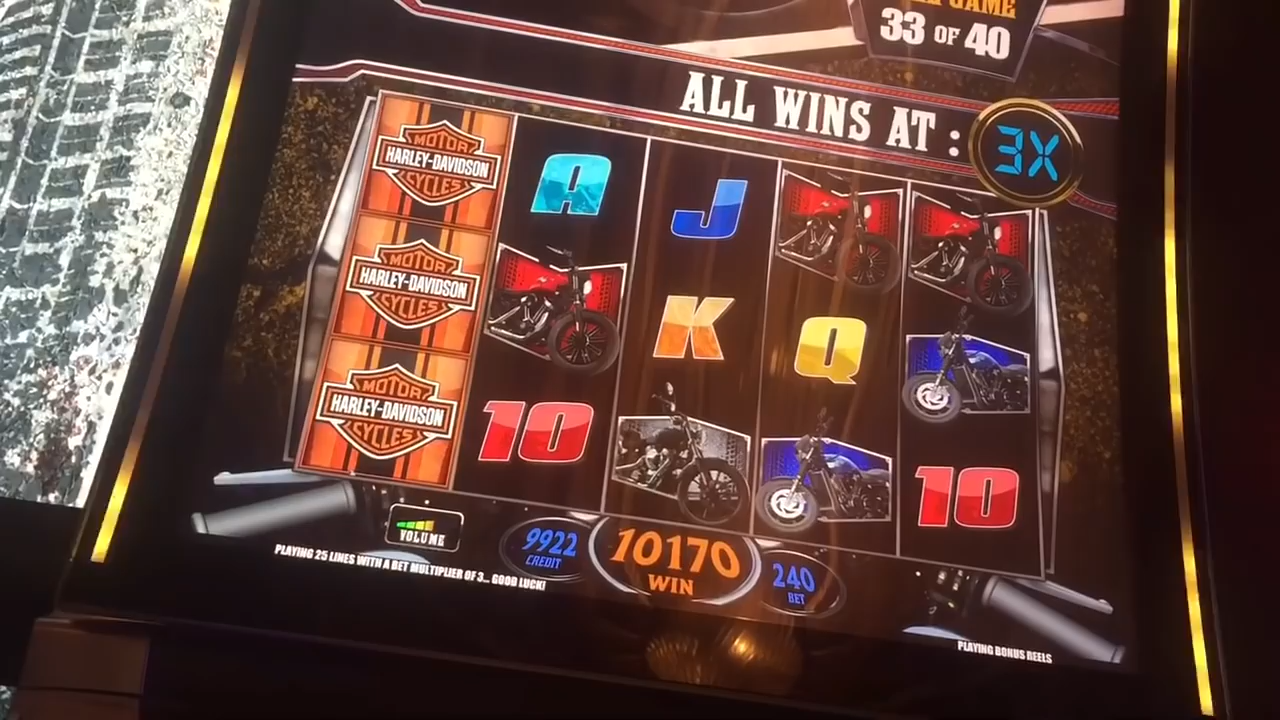 GAME
33 OF 40
ALL WINS AT : 3X
MOTOR
HARLEY-DAVIDSON
CYCLES
A
J
MOTOR
HARLEY-DAVIDSON
CYCLES
K
Q
MOTOR
HARLEY-DAVIDSON
CYCLES
10
10
VOLUME
9922
CREDIT
10170
WIN
240
BET
PLAYING 25 LINES WITH A BET MULTIPLIER OF 3... GOOD LUCK!
PLAYING BONUS REELS